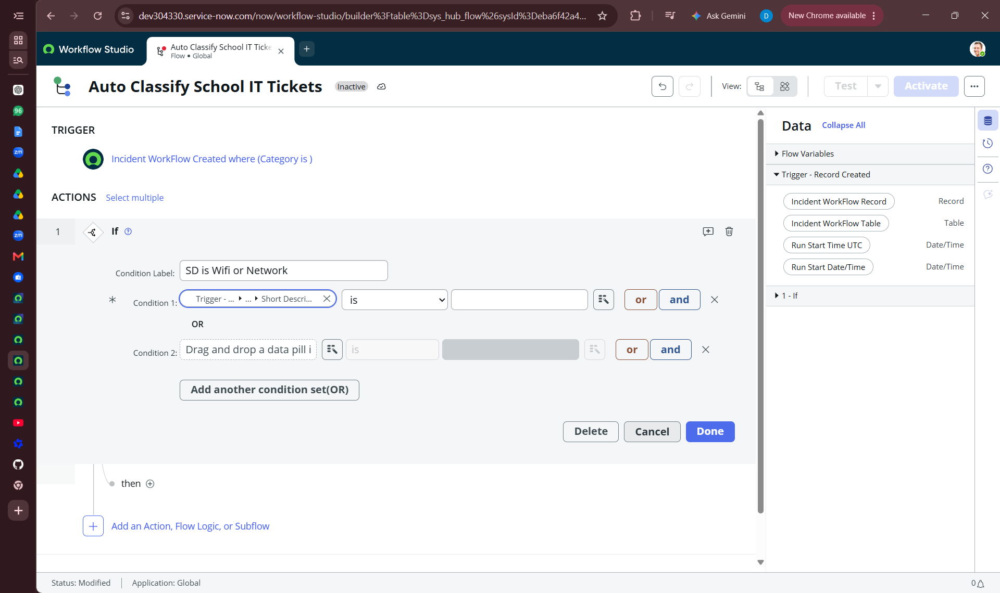 dev304330.service-now.com/now/workflow-studio/builder%3Ftable%3Dsys_hub_flow%26sysId%3Deba6f42a4...
Ask Gemini
D
New Chrome available
Workflow Studio
Auto Classify School IT Ticke
Flow • Global
Auto Classify School IT Tickets
Inactive
View:
Test
Activate
TRIGGER
Incident WorkFlow Created where (Category is )
ACTIONS
Select multiple
1
If
Condition Label:
SD is Wifi or Network
* Condition 1:
Trigger - ... ... Short Descri...
is
or
and
OR
Condition 2:
Drag and drop a data pill i
is
or
and
Add another condition set(OR)
Delete
Cancel
Done
then
Add an Action, Flow Logic, or Subflow
Data
Collapse All
Flow Variables
Trigger - Record Created
Incident WorkFlow Record
Record
Incident WorkFlow Table
Table
Run Start Time UTC
Date/Time
Run Start Date/Time
Date/Time
1 - If
Status: Modified
Application: Global
0
96
zm
zm